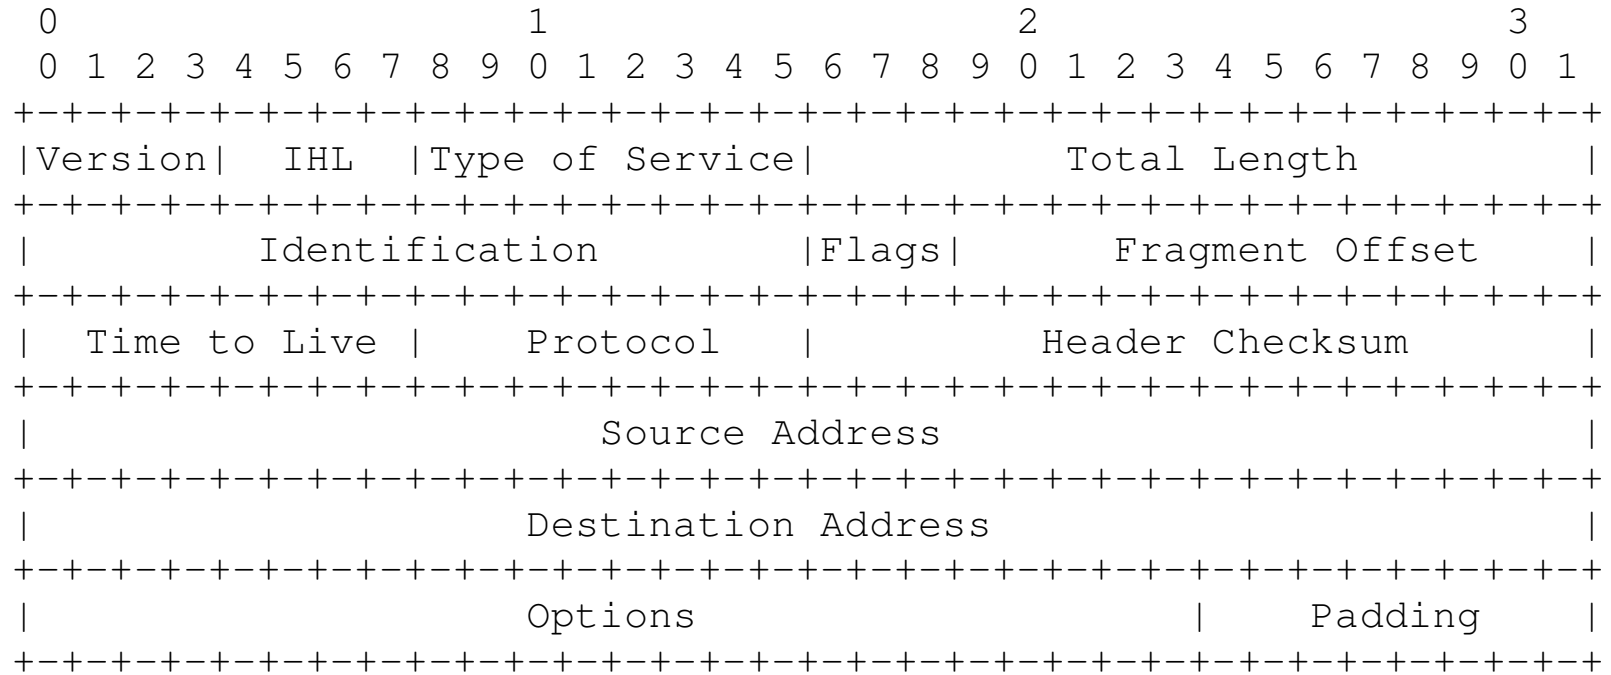 0                   1                   2                   3
 0 1 2 3 4 5 6 7 8 9 0 1 2 3 4 5 6 7 8 9 0 1 2 3 4 5 6 7 8 9 0 1
+-+-+-+-+-+-+-+-+-+-+-+-+-+-+-+-+-+-+-+-+-+-+-+-+-+-+-+-+-+-+-+-+
|Version|  IHL  |Type of Service|          Total Length         |
+-+-+-+-+-+-+-+-+-+-+-+-+-+-+-+-+-+-+-+-+-+-+-+-+-+-+-+-+-+-+-+-+
|         Identification        |Flags|      Fragment Offset    |
+-+-+-+-+-+-+-+-+-+-+-+-+-+-+-+-+-+-+-+-+-+-+-+-+-+-+-+-+-+-+-+-+
|  Time to Live |    Protocol   |         Header Checksum       |
+-+-+-+-+-+-+-+-+-+-+-+-+-+-+-+-+-+-+-+-+-+-+-+-+-+-+-+-+-+-+-+-+
|                       Source Address                          |
+-+-+-+-+-+-+-+-+-+-+-+-+-+-+-+-+-+-+-+-+-+-+-+-+-+-+-+-+-+-+-+-+
|                    Destination Address                        |
+-+-+-+-+-+-+-+-+-+-+-+-+-+-+-+-+-+-+-+-+-+-+-+-+-+-+-+-+-+-+-+-+
|                    Options                    |    Padding    |
+-+-+-+-+-+-+-+-+-+-+-+-+-+-+-+-+-+-+-+-+-+-+-+-+-+-+-+-+-+-+-+-+